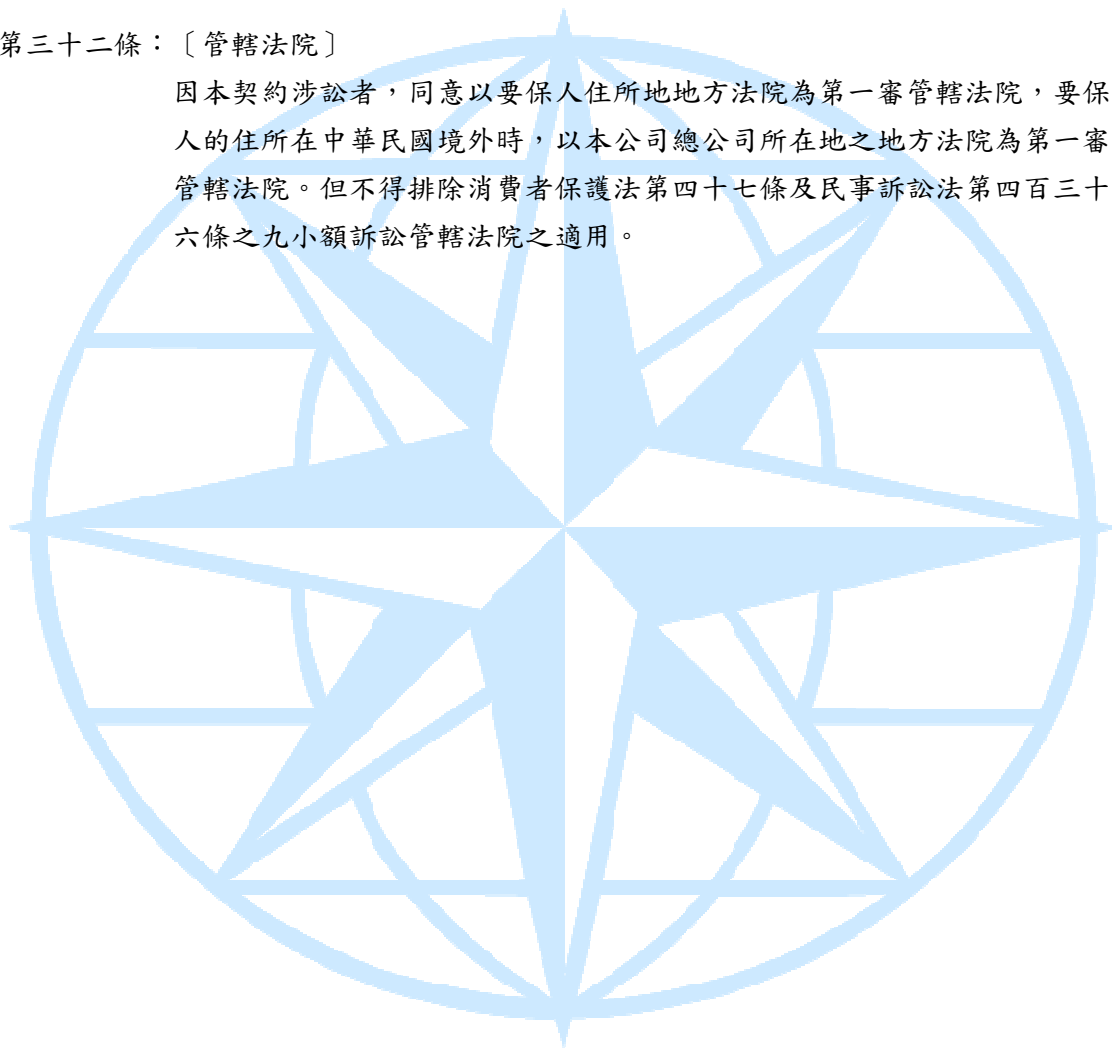 第三十二條：〔管轄法院〕
因本契約涉訟者，同意以要保人住所地地方法院為第一審管轄法院，要保
人的住所在中華民國境外時，以本公司總公司所在地之地方法院為第一審
管轄法院。但不得排除消費者保護法第四十七條及民事訴訟法第四百三十
六條之九小額訴訟管轄法院之適用。